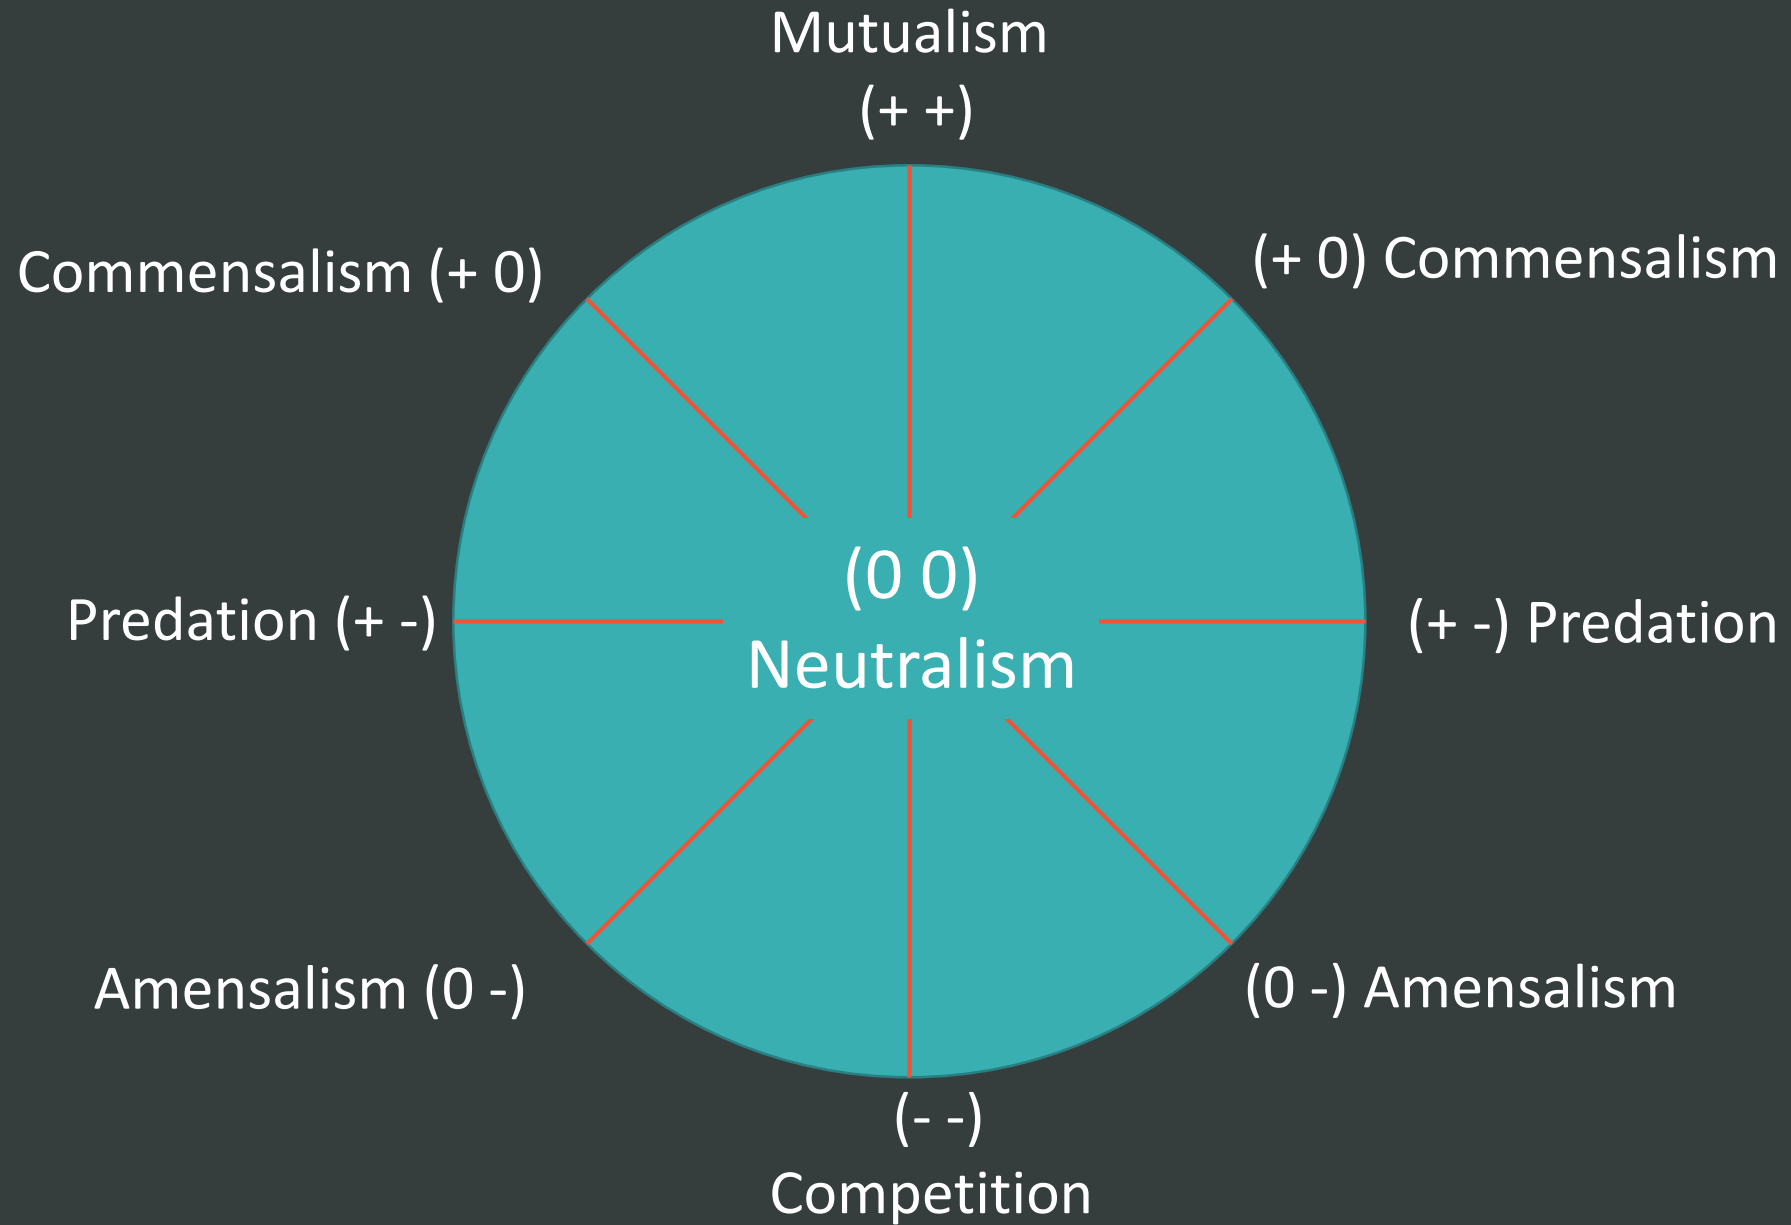 Mutualism
(+ +)
Commensalism (+ 0)
(+ 0) Commensalism
(0 0)
Neutralism
Predation (+ -)
(+ -) Predation
Amensalism (0 -)
(0 -) Amensalism
(- -)
Competition